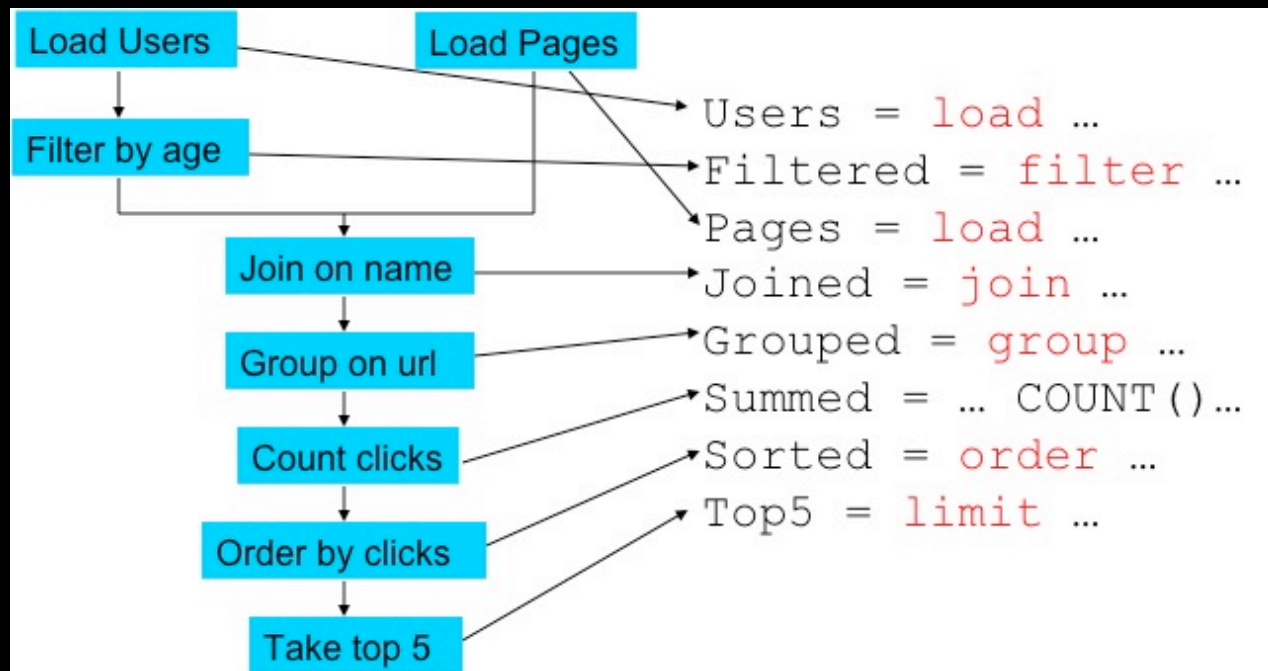 Load Users
Load Pages
Filter by age
Join on name
Group on url
Count clicks
Order by clicks
Take top 5
Users = load …
Filtered = filter …
Pages = load …
Joined = join …
Grouped = group …
Summed = … COUNT()…
Sorted = order …
Top5 = limit …